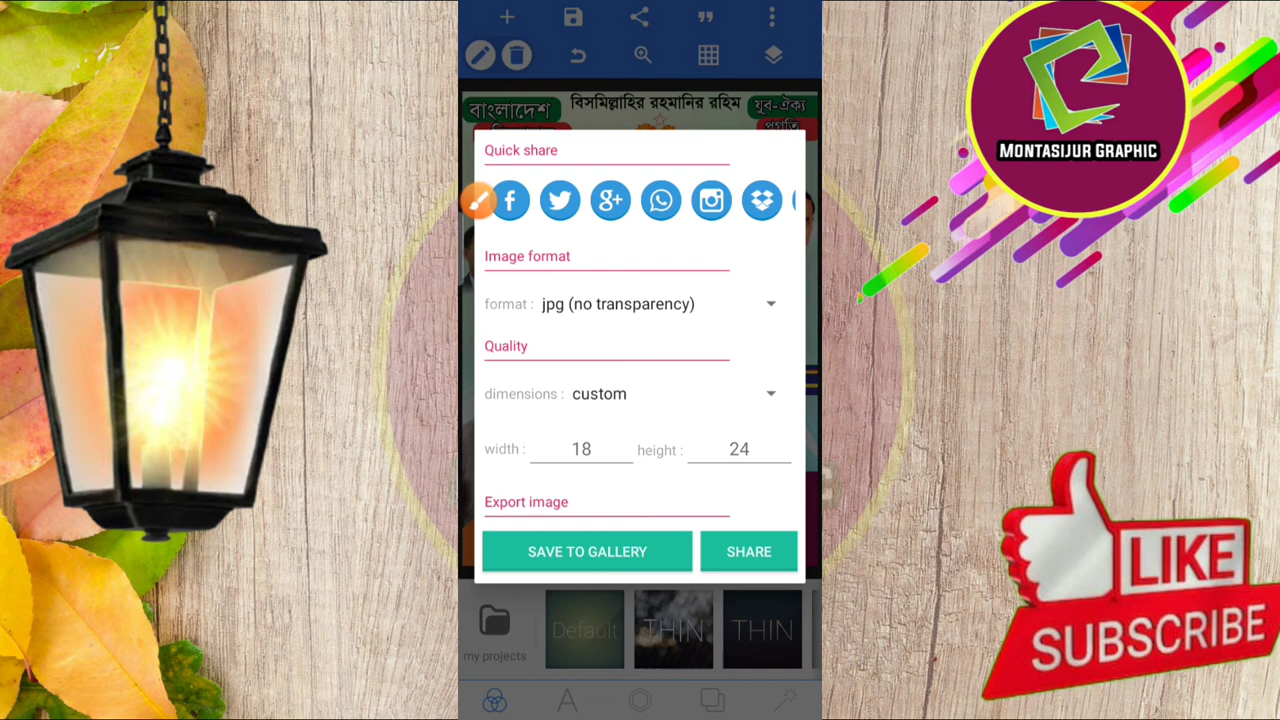 বাংলাদেশ
বিসমিল্লাহির রহমানির রহিম
যুব-ঐক্য
প্রগতি
MONTASIJUR GRAPHIC
Quick share
Image format
format : jpg (no transparency)
Quality
dimensions : custom
width : 18 height : 24
Export image
SAVE TO GALLERY SHARE
my projects
Default
THIN
THIN
LIKE
SUBSCRIBE